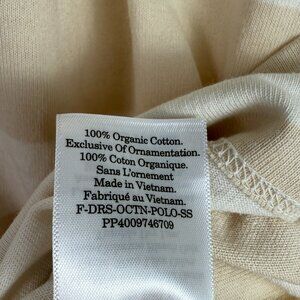 100% Organic Cotton.
Exclusive Of Ornamentation.
100% Coton Organique.
Sans L'ornement
Made in Vietnam.
Fabriqué au Vietnam.
F-DRS-OCTN-POLO-SS
PP4009746709